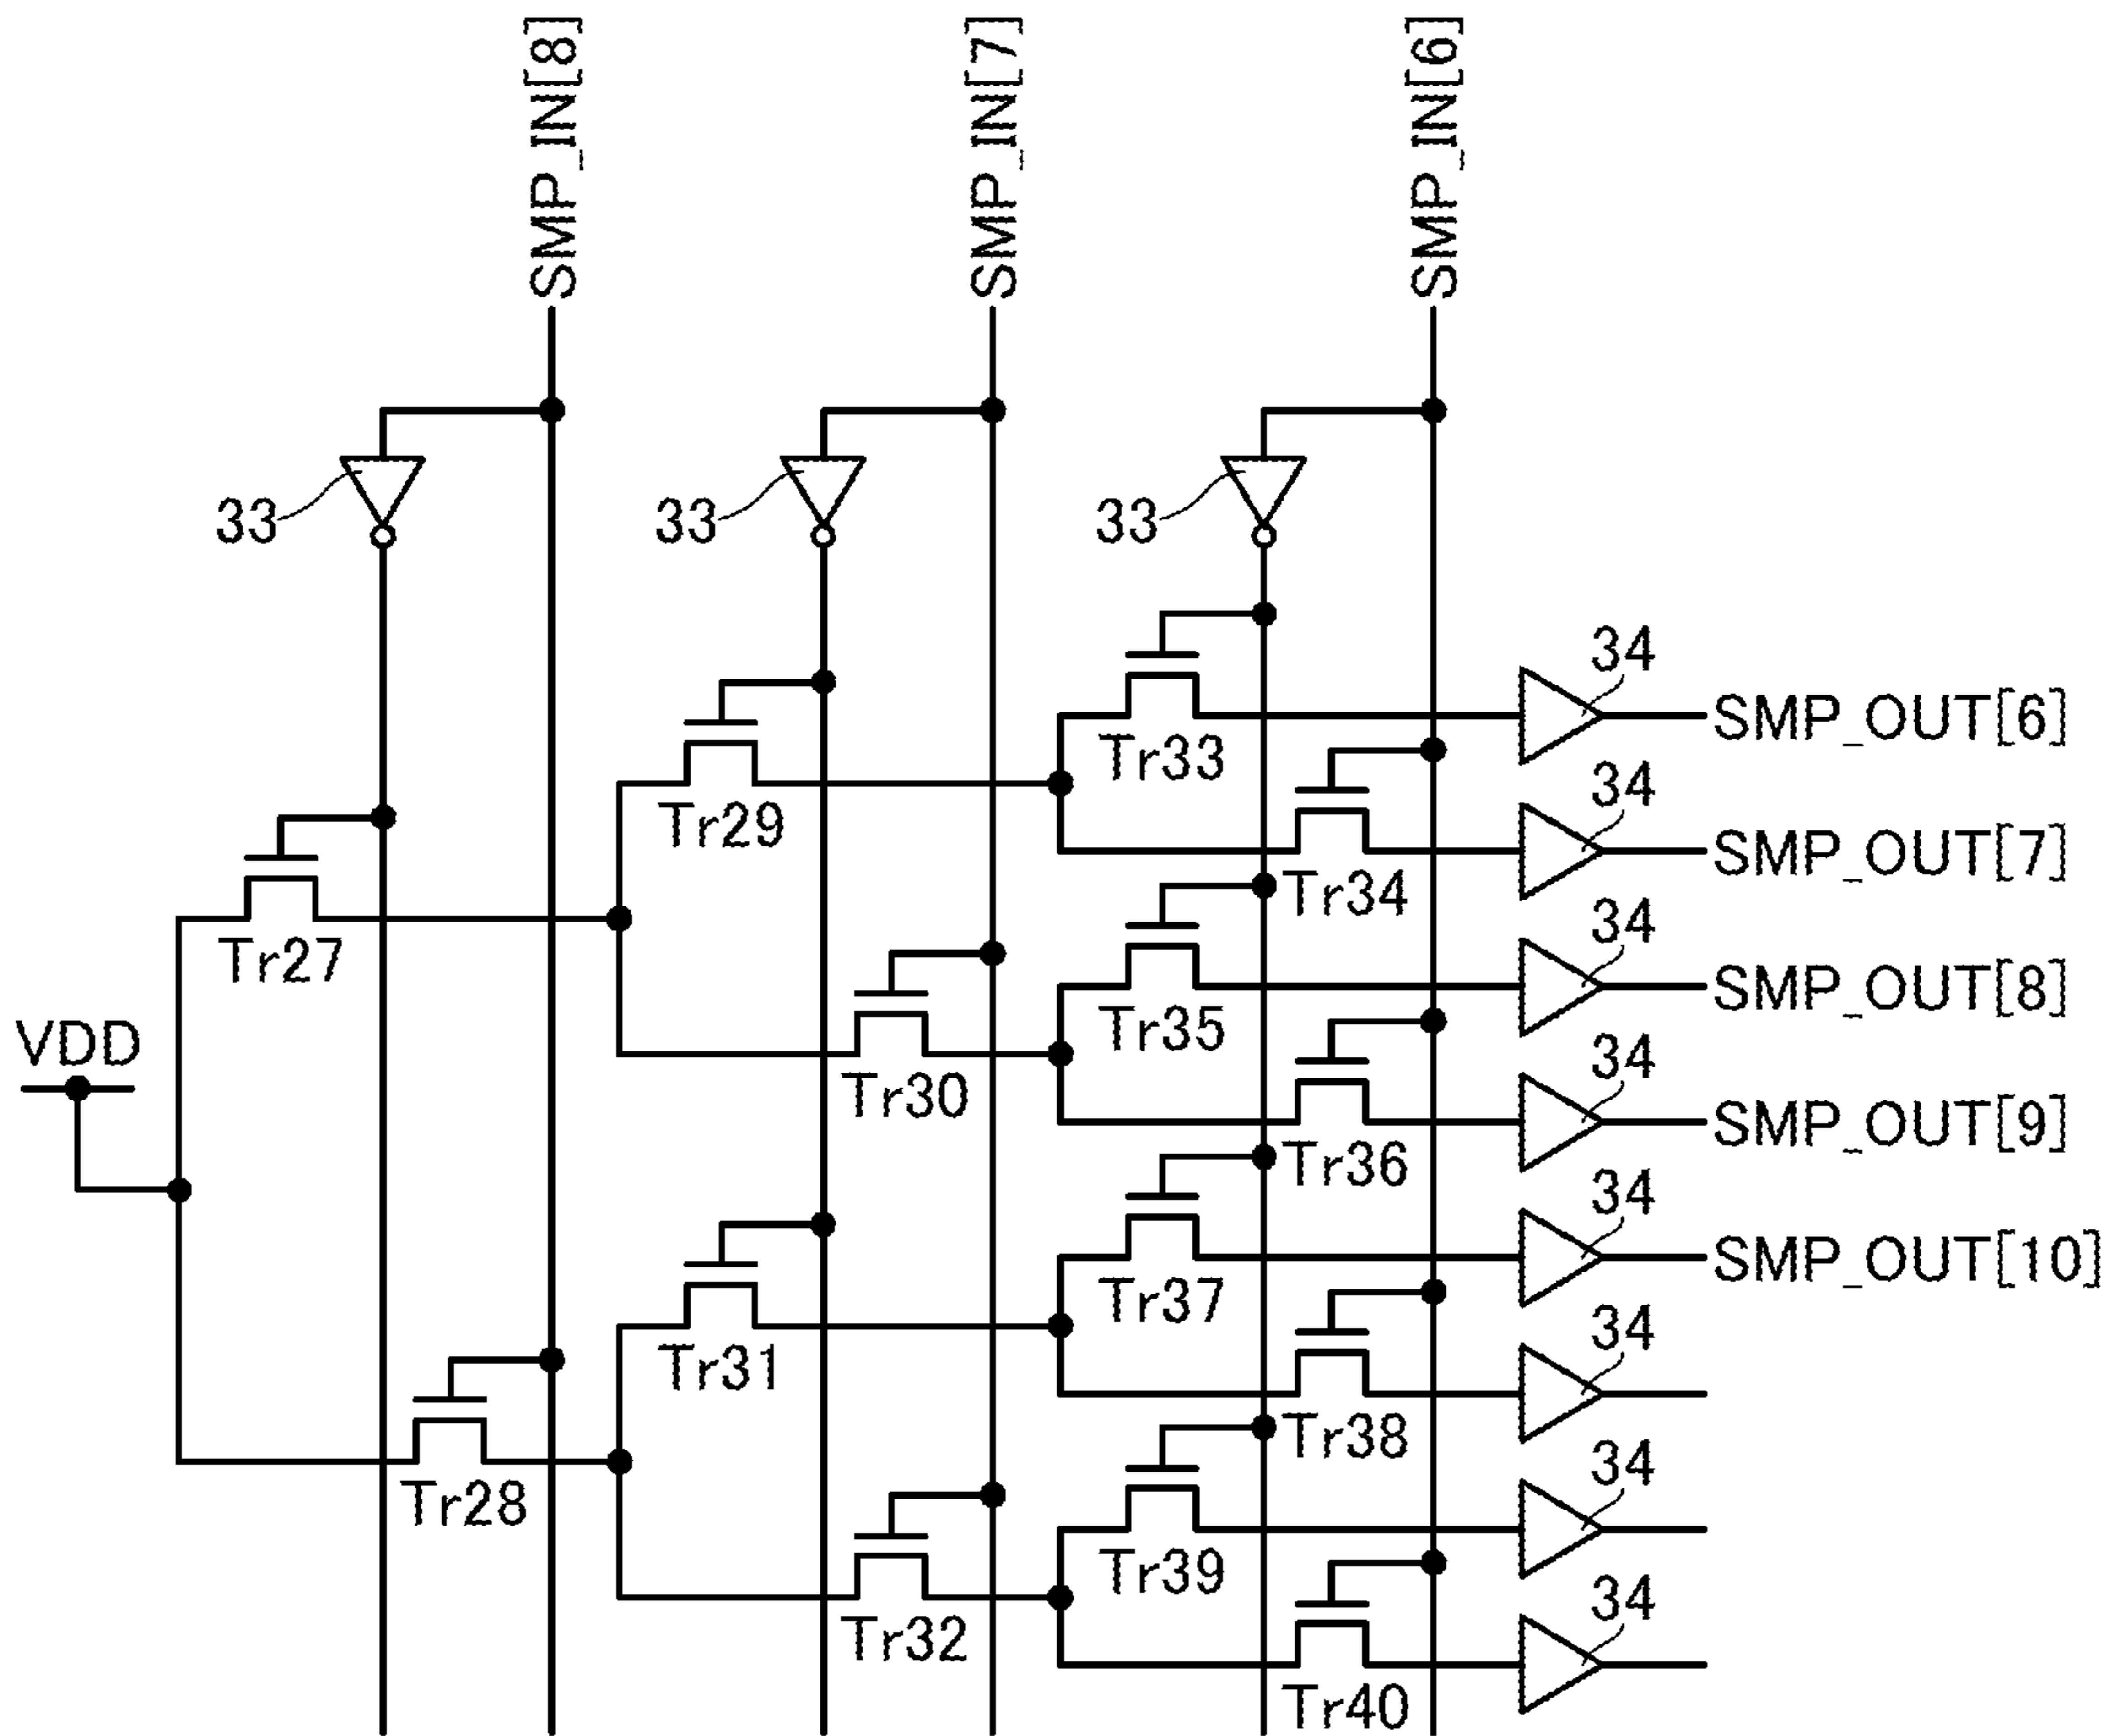 SMP_IN[8]
SMP_IN[7]
SMP_IN[6]
33
33
33
34
SMP_OUT[6]
Tr33
34
Tr29
SMP_OUT[7]
Tr34
34
Tr27
SMP_OUT[8]
Tr35
VDD
34
Tr30
SMP_OUT[9]
Tr36
34
SMP_OUT[10]
Tr37
34
Tr31
Tr38
34
Tr28
Tr39
34
Tr32
Tr40